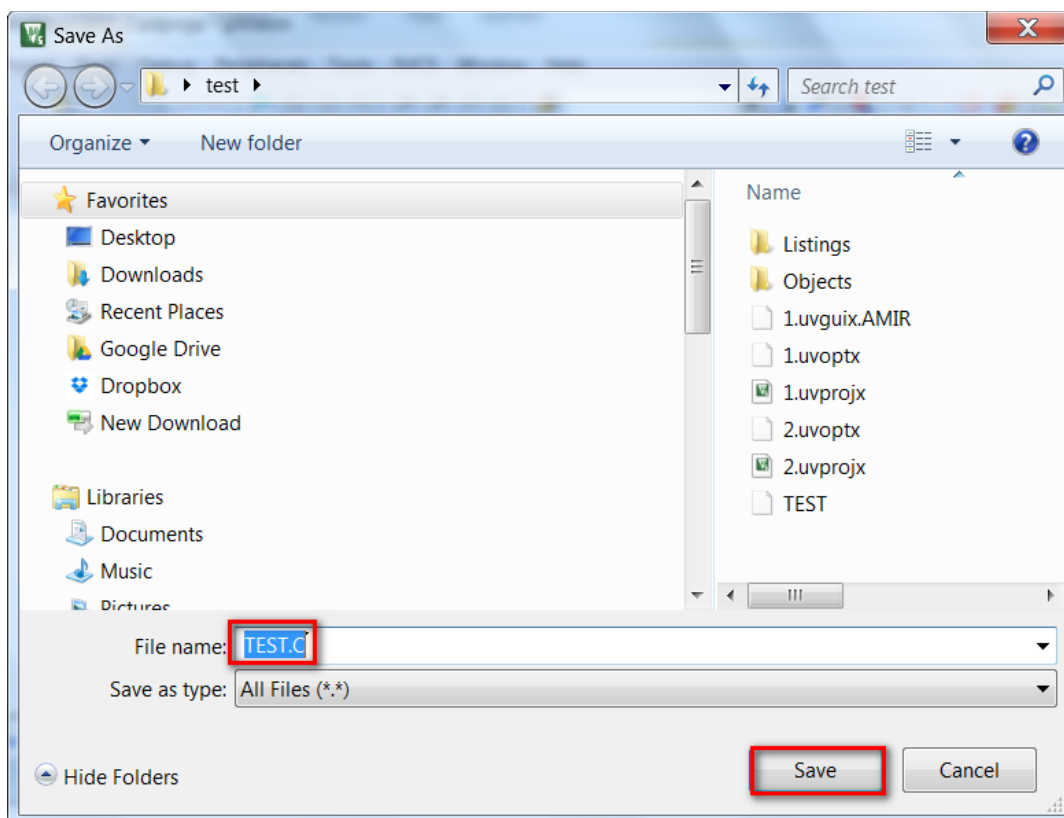 Save As
test
Search test
Organize
New folder
Favorites
Desktop
Downloads
Recent Places
Google Drive
Dropbox
New Download
Libraries
Documents
Music
Pictures
Name
Listings
Objects
1.uvguix.AMIR
1.uvoptx
1.uvprojx
2.uvoptx
2.uvprojx
TEST
File name: TEST.C
Save as type: All Files (*.*)
Hide Folders
Save
Cancel